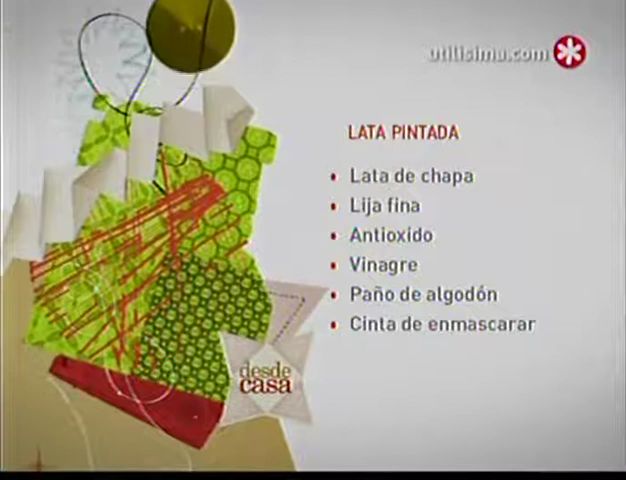 utilisima.com
LATA PINTADA
• Lata de chapa
• Lija fina
• Antioxido
• Vinagre
• Paño de algodón
• Cinta de enmascarar
desde
casa